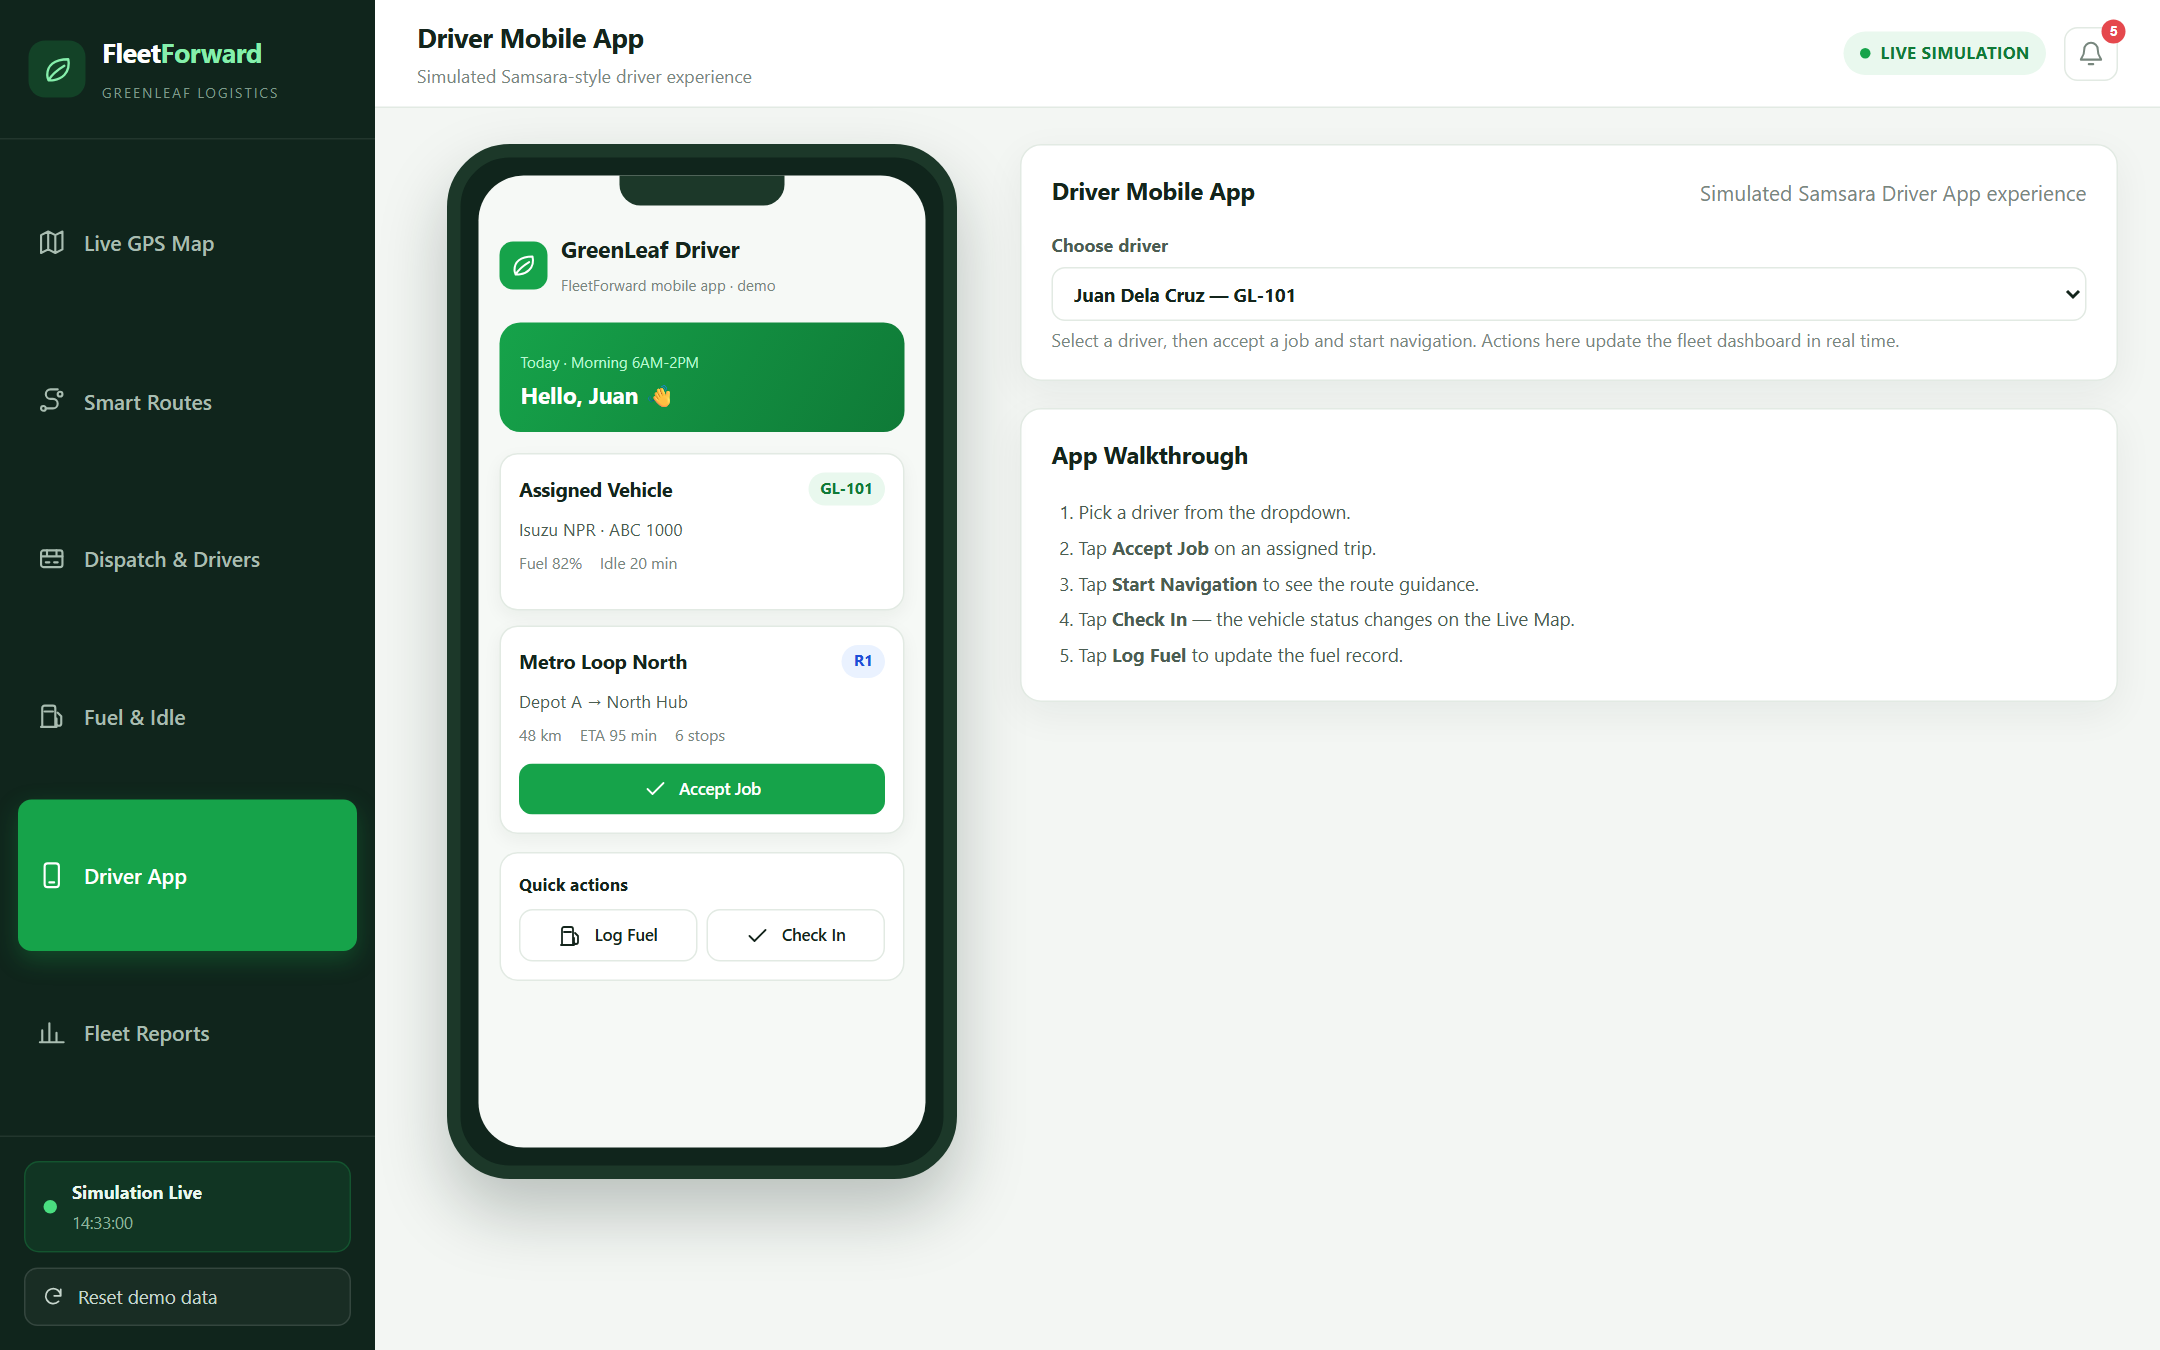 FleetForward
GREENLEAF LOGISTICS
Live GPS Map
Smart Routes
Dispatch & Drivers
Fuel & Idle
Driver App
Fleet Reports
Simulation Live
14:33:00
Reset demo data
Driver Mobile App
Simulated Samsara-style driver experience
LIVE SIMULATION
5
GreenLeaf Driver
FleetForward mobile app · demo
Today · Morning 6AM-2PM
Hello, Juan 👋
Assigned Vehicle
GL-101
Isuzu NPR · ABC 1000
Fuel 82% Idle 20 min
Metro Loop North
R1
Depot A → North Hub
48 km ETA 95 min 6 stops
Accept Job
Quick actions
Log Fuel
Check In
Driver Mobile App
Simulated Samsara Driver App experience
Choose driver
Juan Dela Cruz — GL-101
Select a driver, then accept a job and start navigation. Actions here update the fleet dashboard in real time.
App Walkthrough
1. Pick a driver from the dropdown.
2. Tap Accept Job on an assigned trip.
3. Tap Start Navigation to see the route guidance.
4. Tap Check In — the vehicle status changes on the Live Map.
5. Tap Log Fuel to update the fuel record.